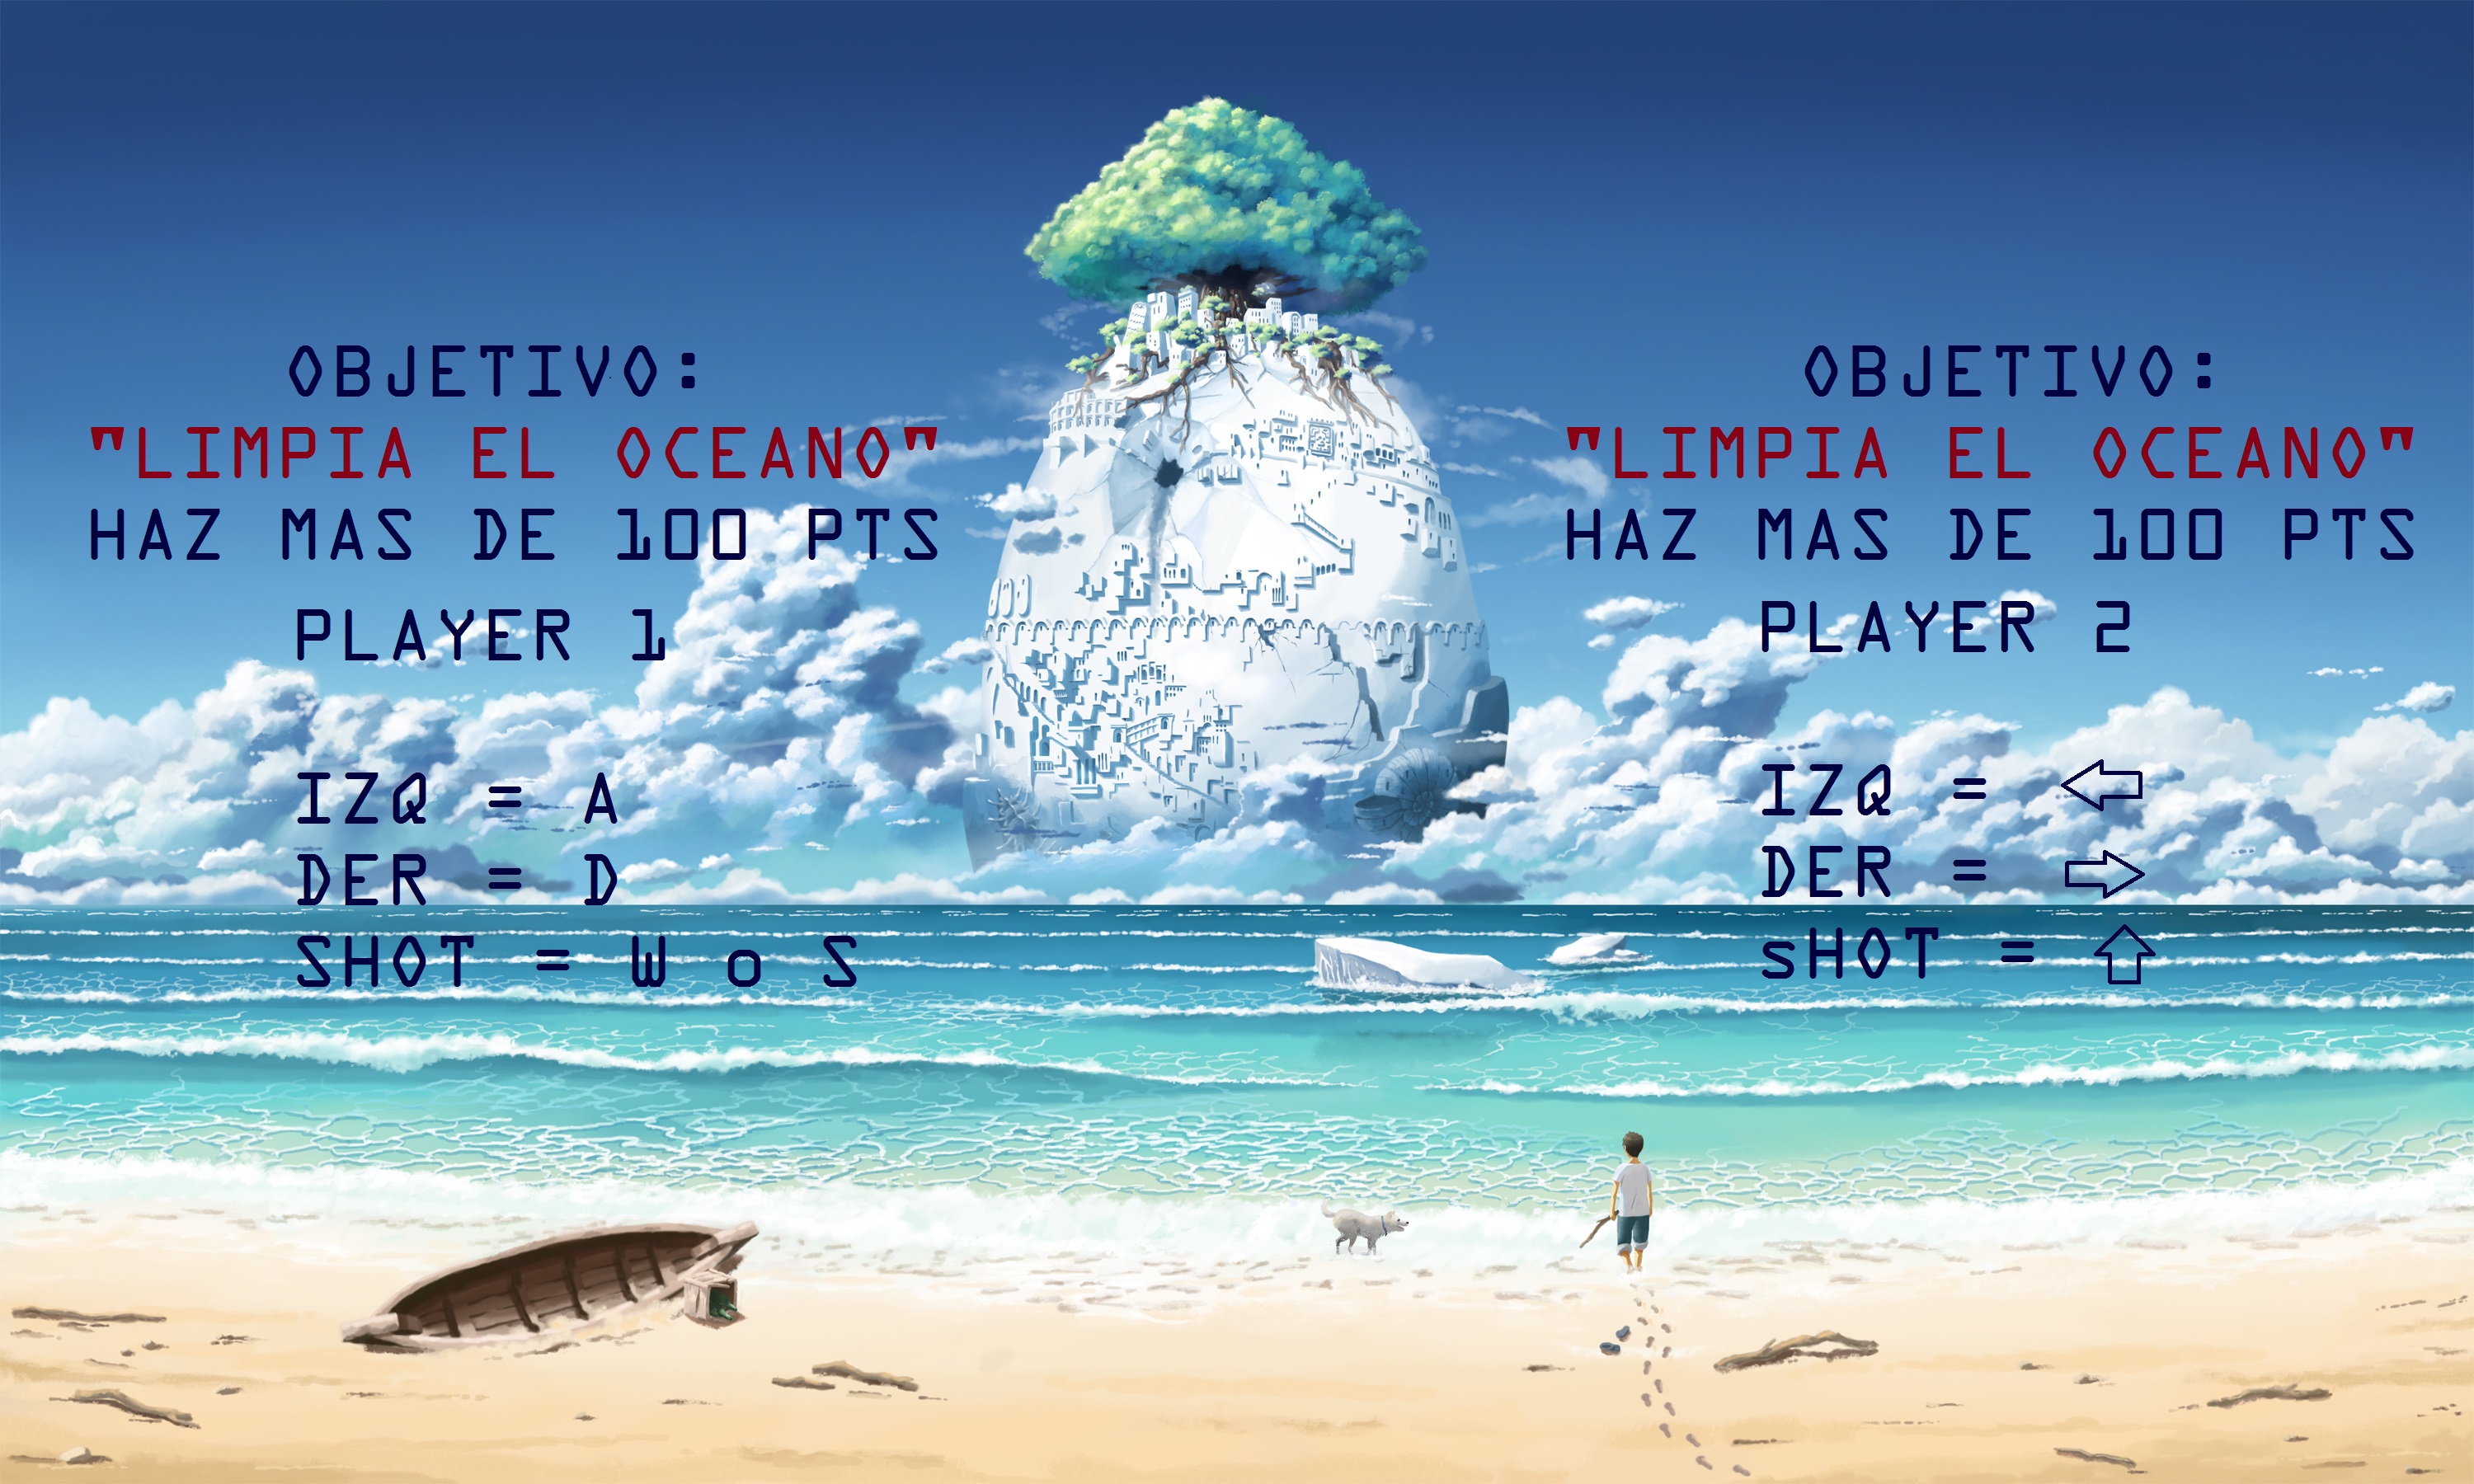 OBJETIVO:
"LIMPIA EL OCEANO"
HAZ MAS DE 100 PTS
PLAYER 1
IZQ = A
DER = D
SHOT = W o S
OBJETIVO:
"LIMPIA EL OCEANO"
HAZ MAS DE 100 PTS
PLAYER 2
IZQ = ⇦
DER = ⇨
sHOT = ⇧